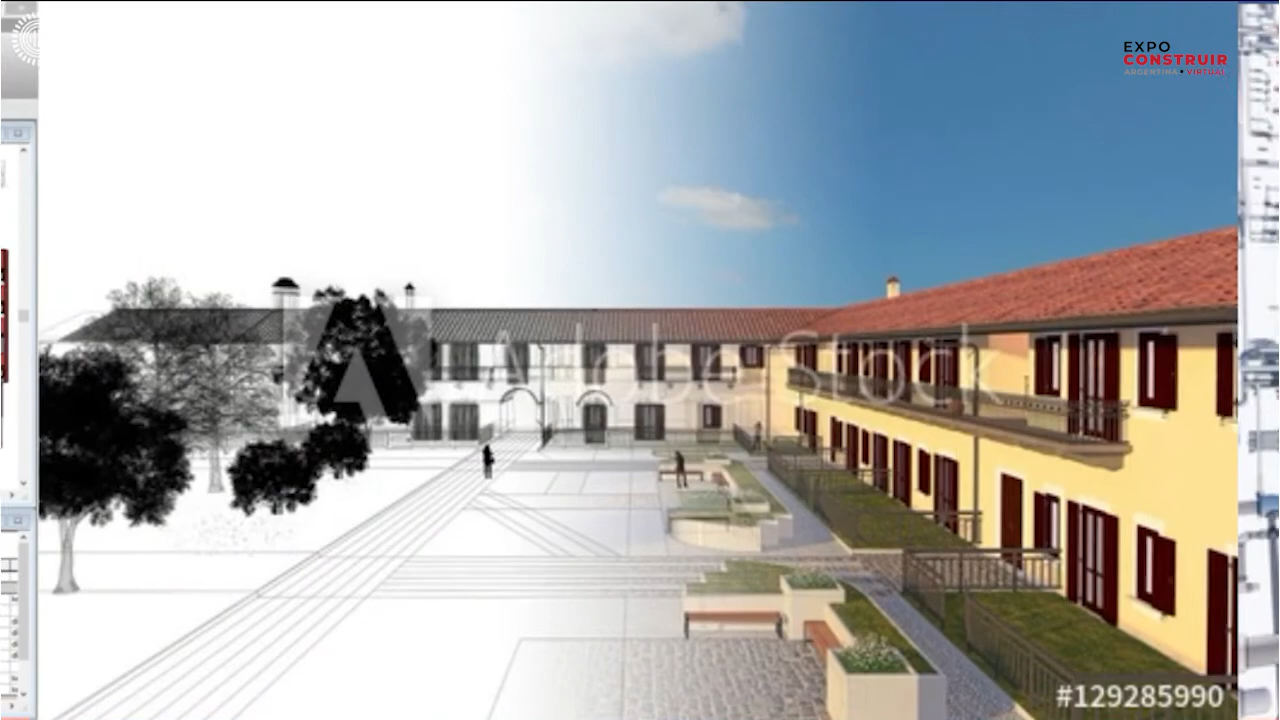 EXPO
CONSTRUIR
ARGENTINA • VIRTUAL
Adobe Stock
#129285990